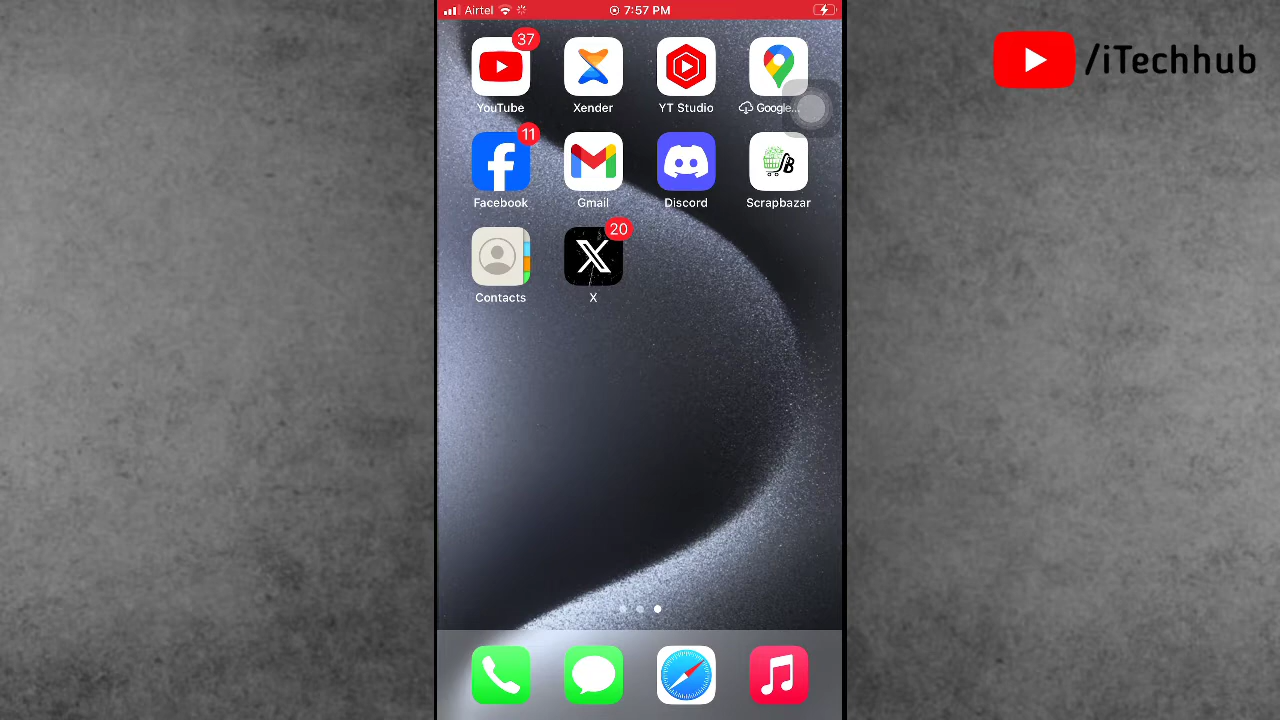 Airtel 7:57 PM
/iTechhub
37
YouTube Xender YT Studio Google...
11
Facebook Gmail Discord Scrapbazar
B
20
Contacts X